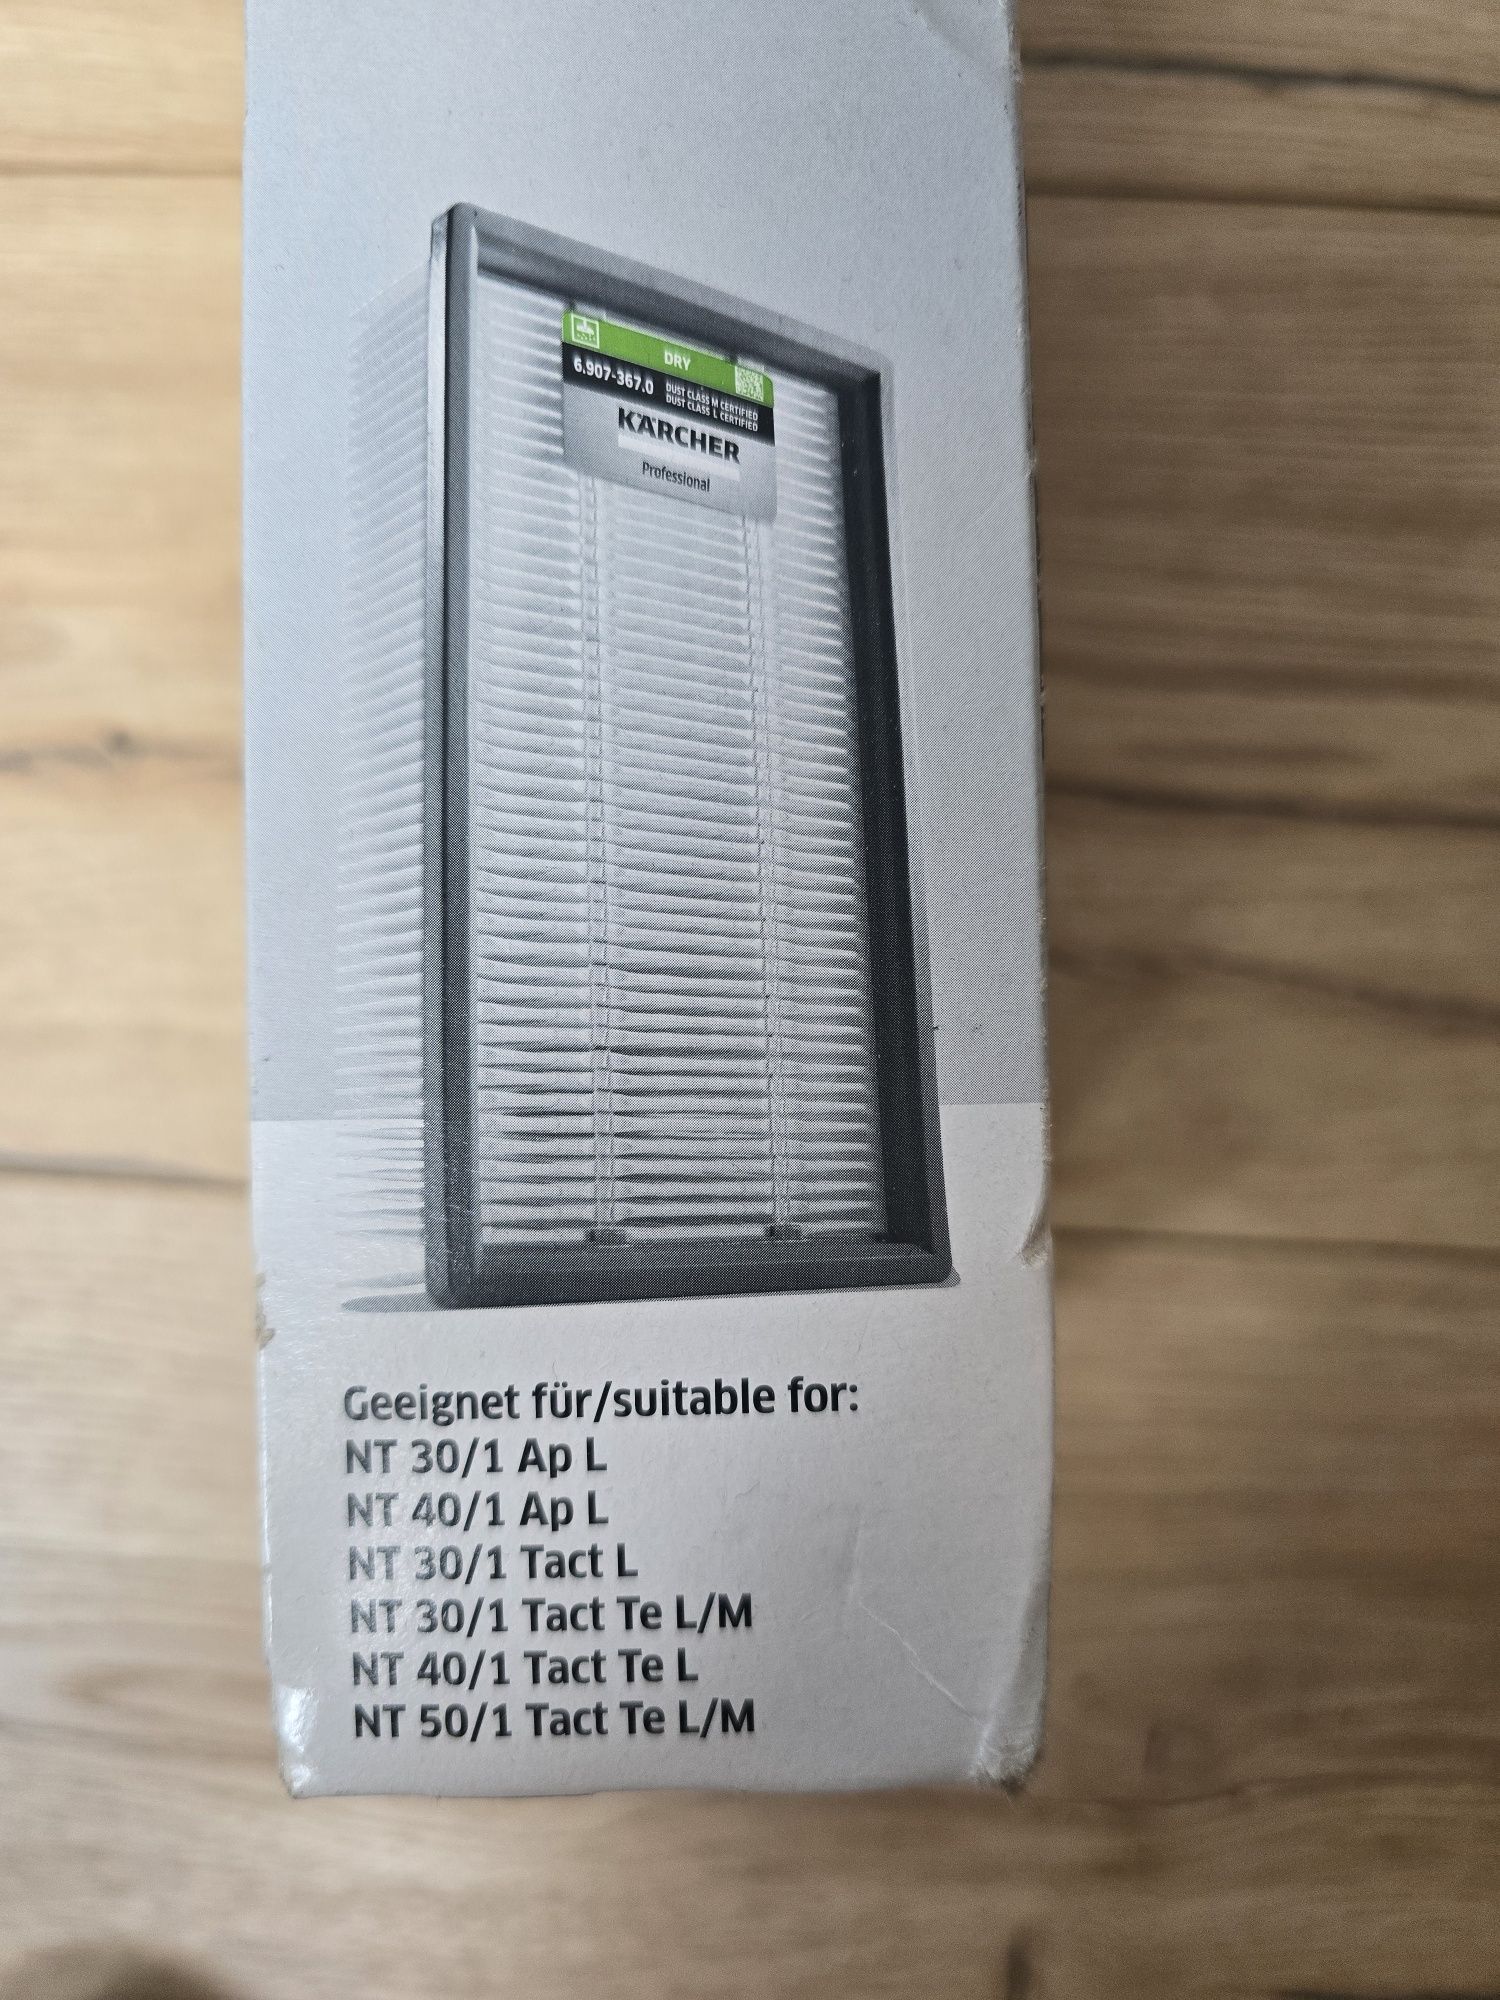 DRY
6.907-367.0
DUST CLASS M CERTIFIED
DUST CLASS L CERTIFIED
KÄRCHER
Professional
Geeignet für/suitable for:
NT 30/1 Ap L
NT 40/1 Ap L
NT 30/1 Tact L
NT 30/1 Tact Te L/M
NT 40/1 Tact Te L
NT 50/1 Tact Te L/M